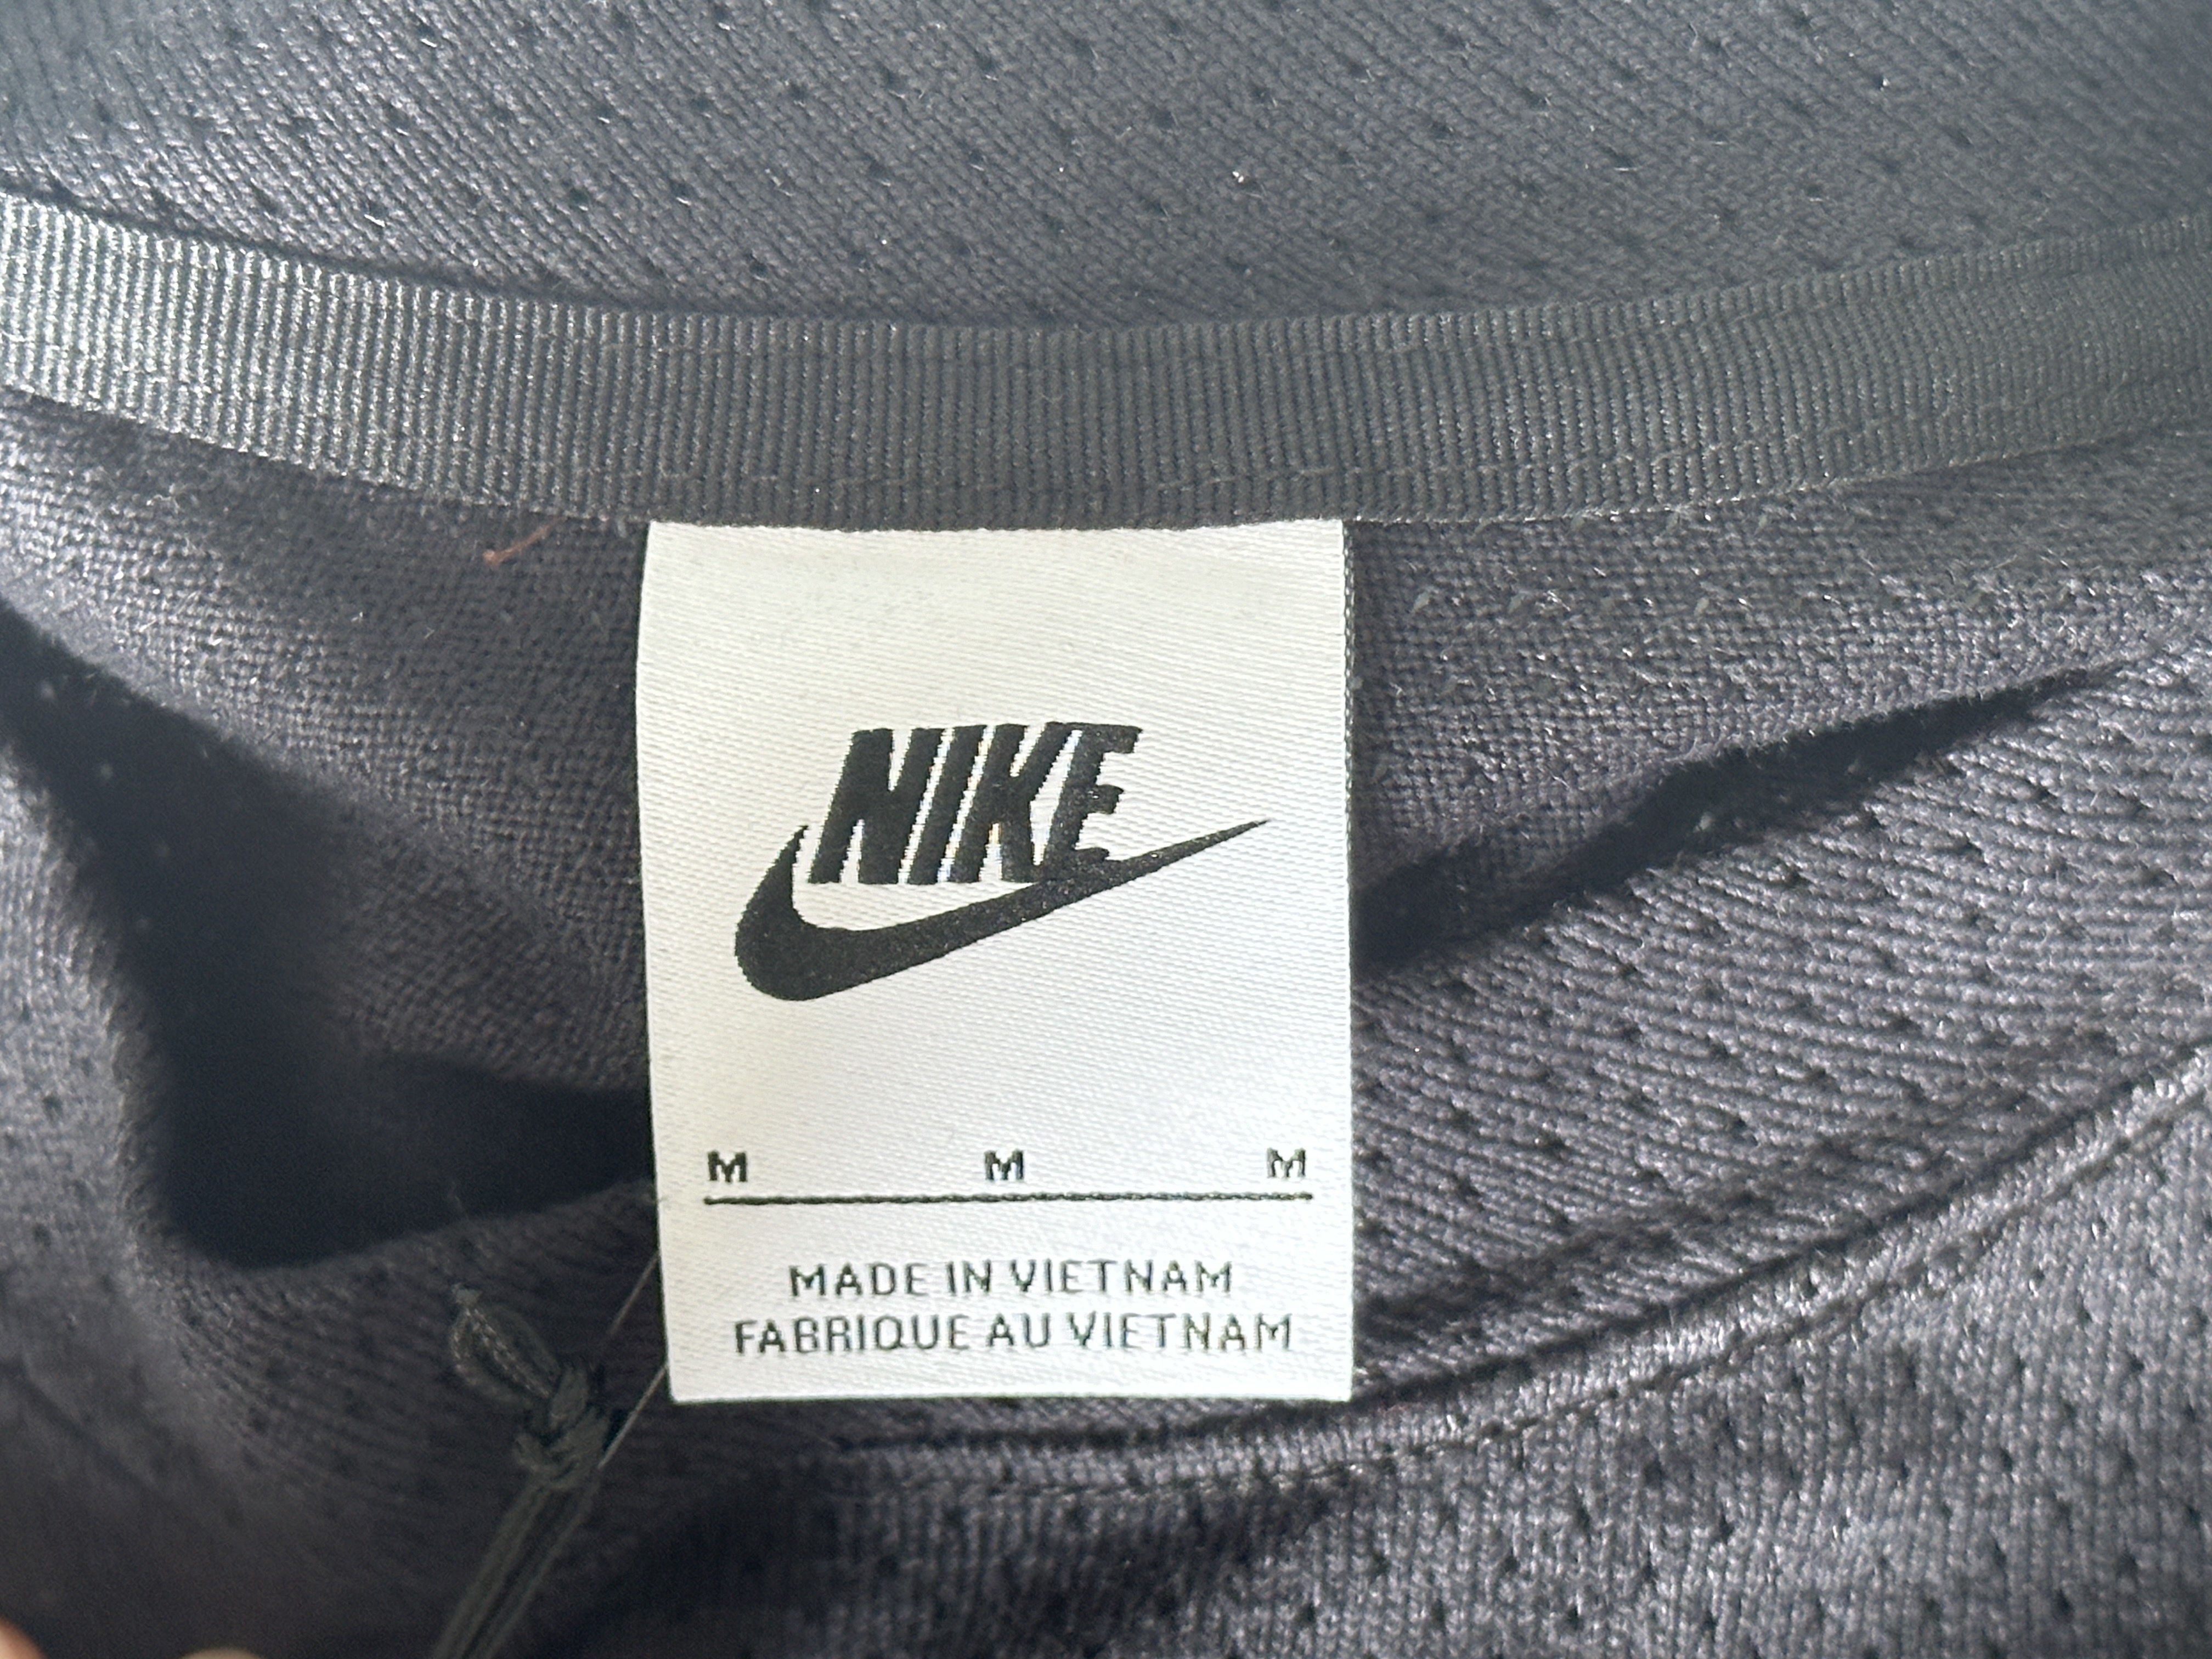 NIKE
M M M
MADE IN VIETNAM
FABRIQUE AU VIETNAM